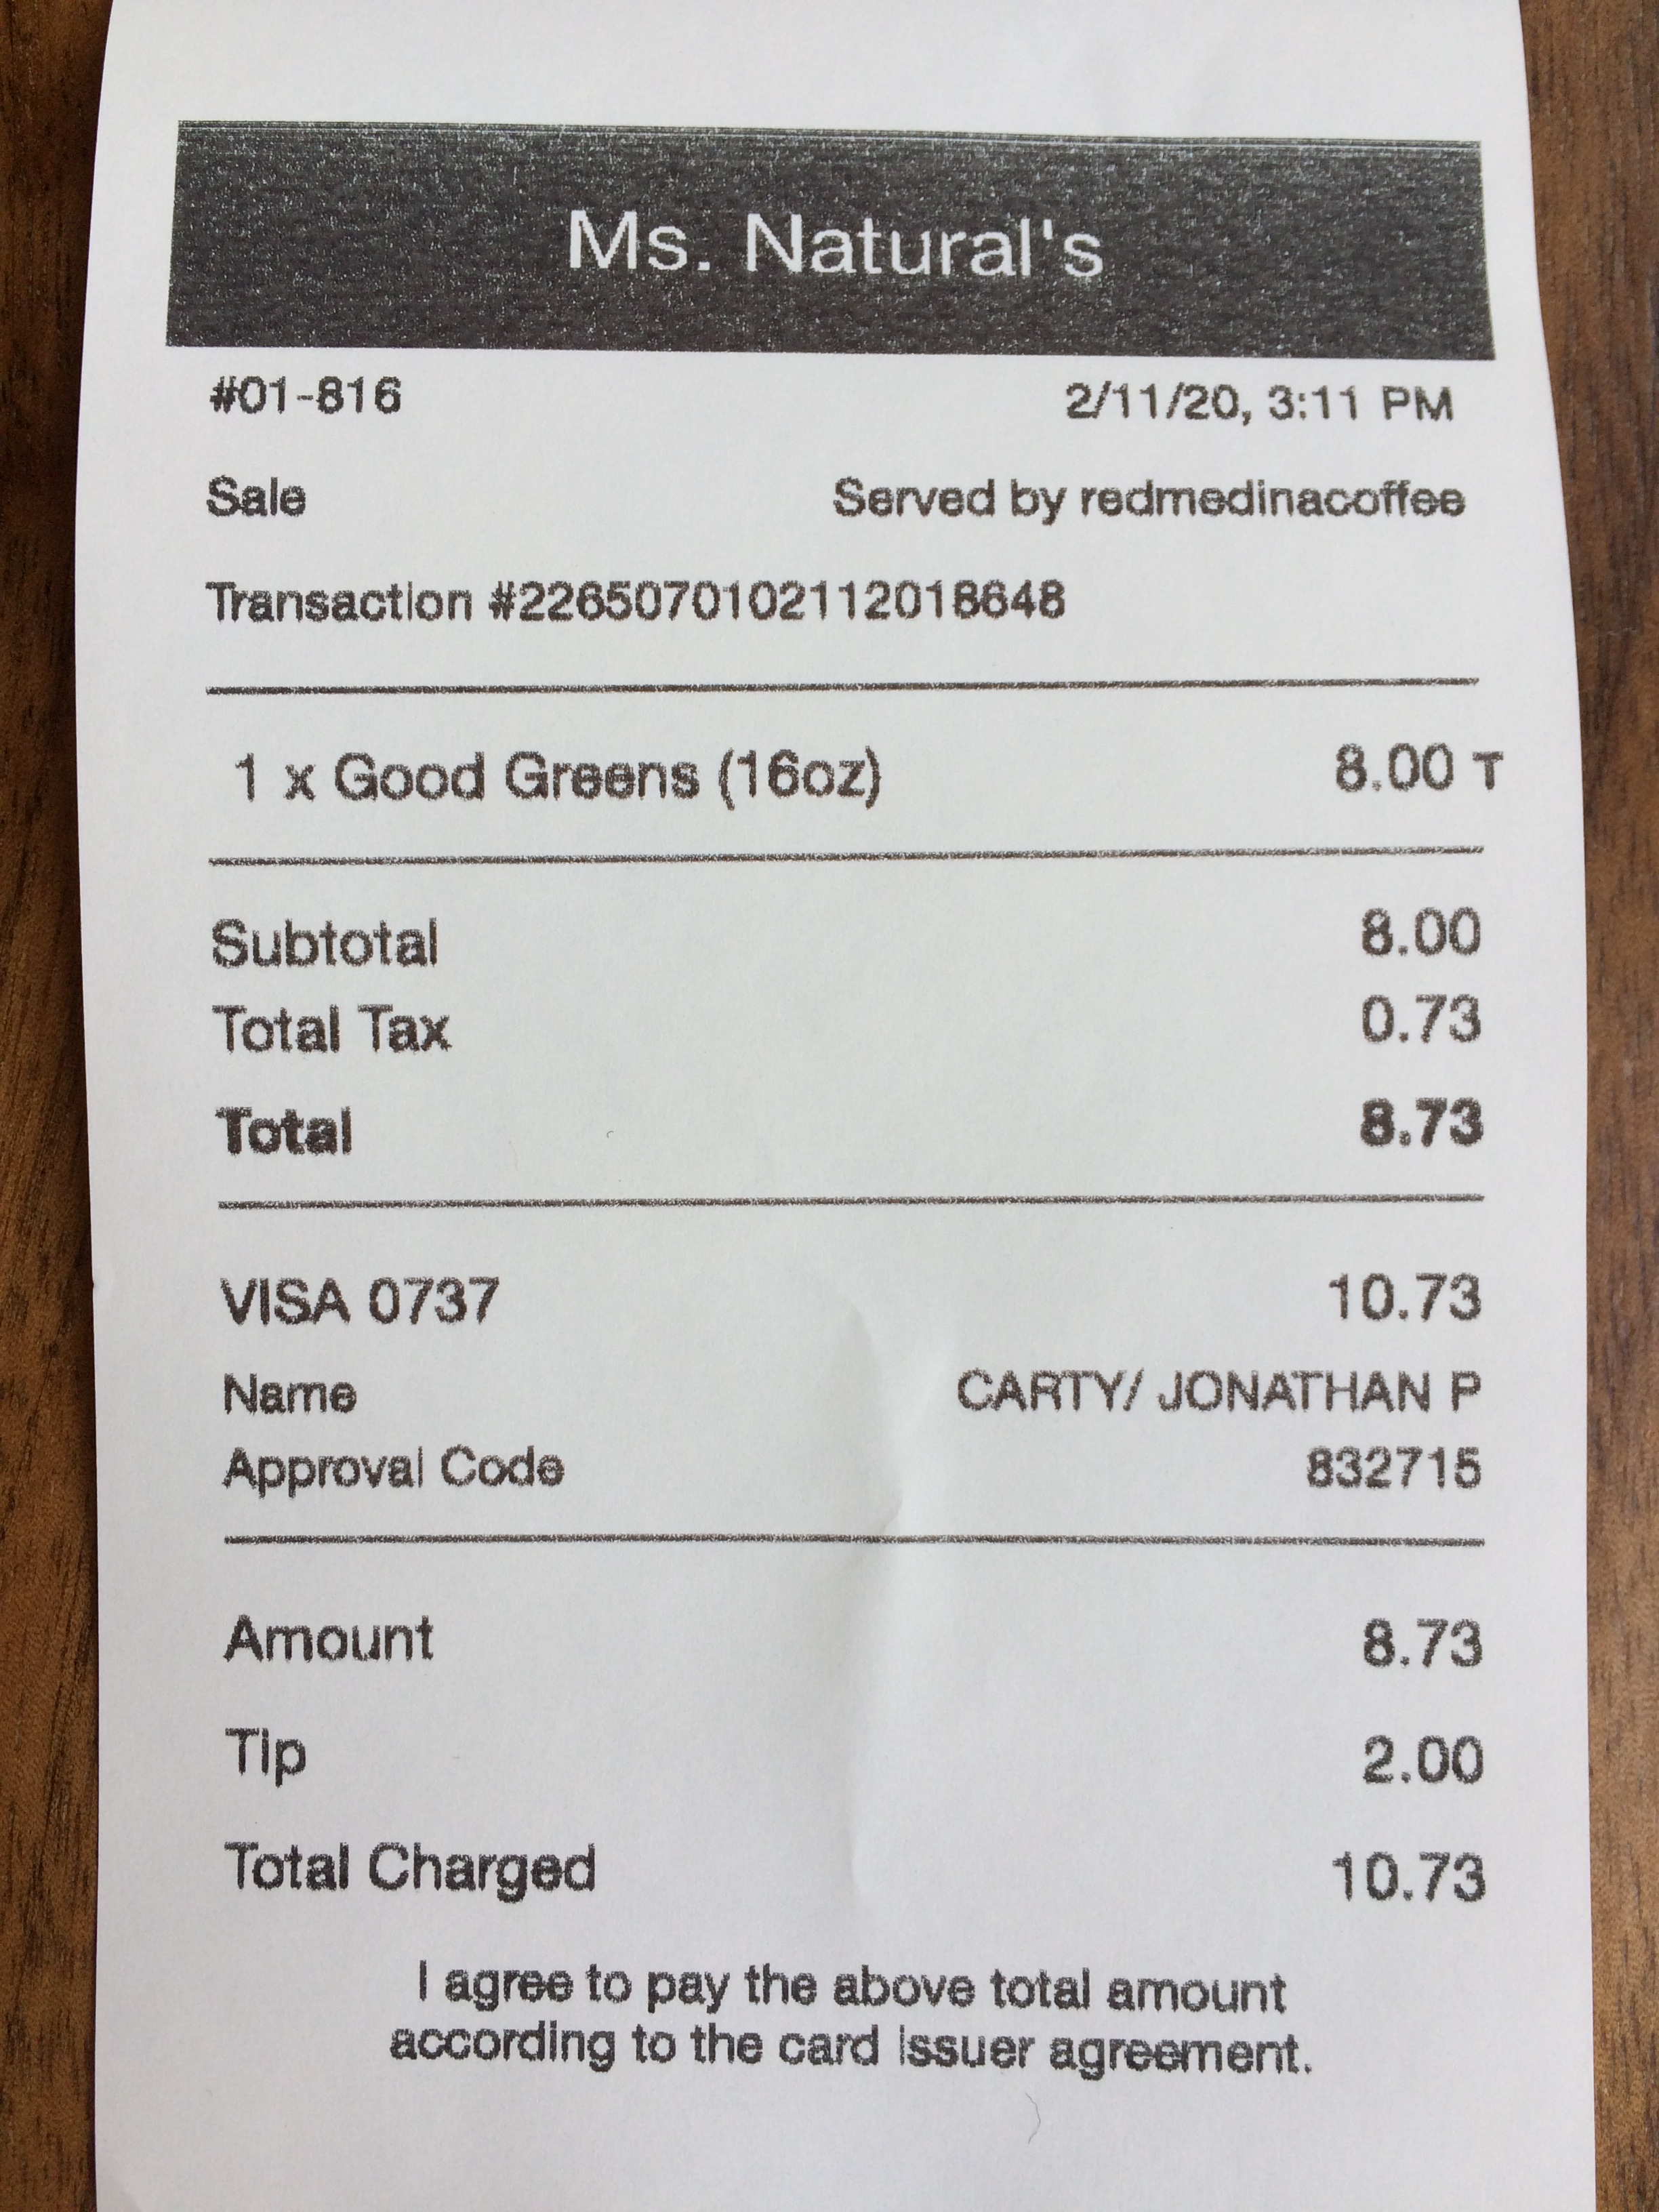 Ms. Natural's
#01-816 2/11/20, 3:11 PM
Sale Served by redmedinacoffee
Transaction #2265070102112018648
1 x Good Greens (16oz) 8.00 T
Subtotal 8.00
Total Tax 0.73
Total 8.73
VISA 0737 10.73
Name CARTY/ JONATHAN P
Approval Code 832715
Amount 8.73
Tip 2.00
Total Charged 10.73
I agree to pay the above total amount
according to the card issuer agreement.